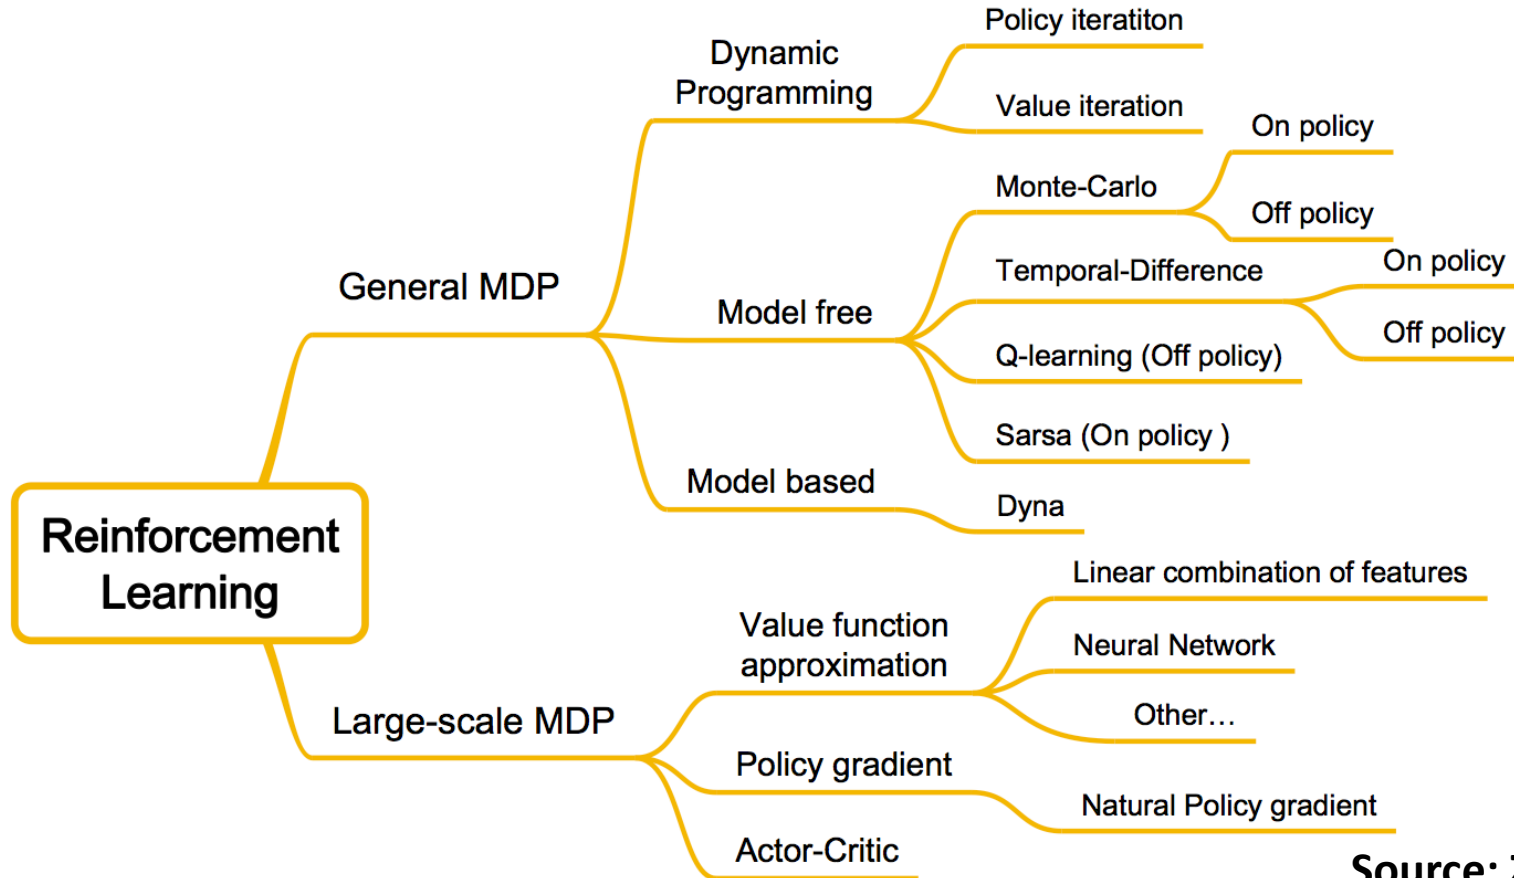 Reinforcement
Learning
General MDP
Dynamic
Programming
Policy iteratiton
Value iteration
Model free
Monte-Carlo
On policy
Off policy
Temporal-Difference
On policy
Off policy
Q-learning (Off policy)
Sarsa (On policy )
Model based
Dyna
Large-scale MDP
Value function
approximation
Linear combination of features
Neural Network
Other…
Policy gradient
Natural Policy gradient
Actor-Critic
Source: